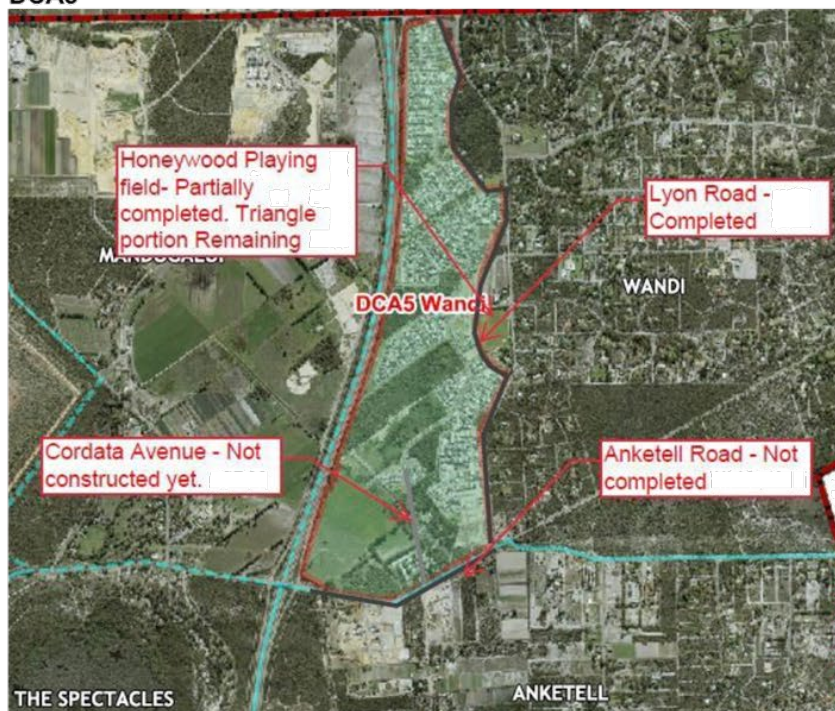 DCA5
Honeywood Playing
field- Partially
completed. Triangle
portion Remaining
Lyon Road -
Completed
WANDI
DCA5 Wandi
Cordata Avenue - Not
constructed yet.
Anketell Road - Not
completed
THE SPECTACLES
ANKETELL